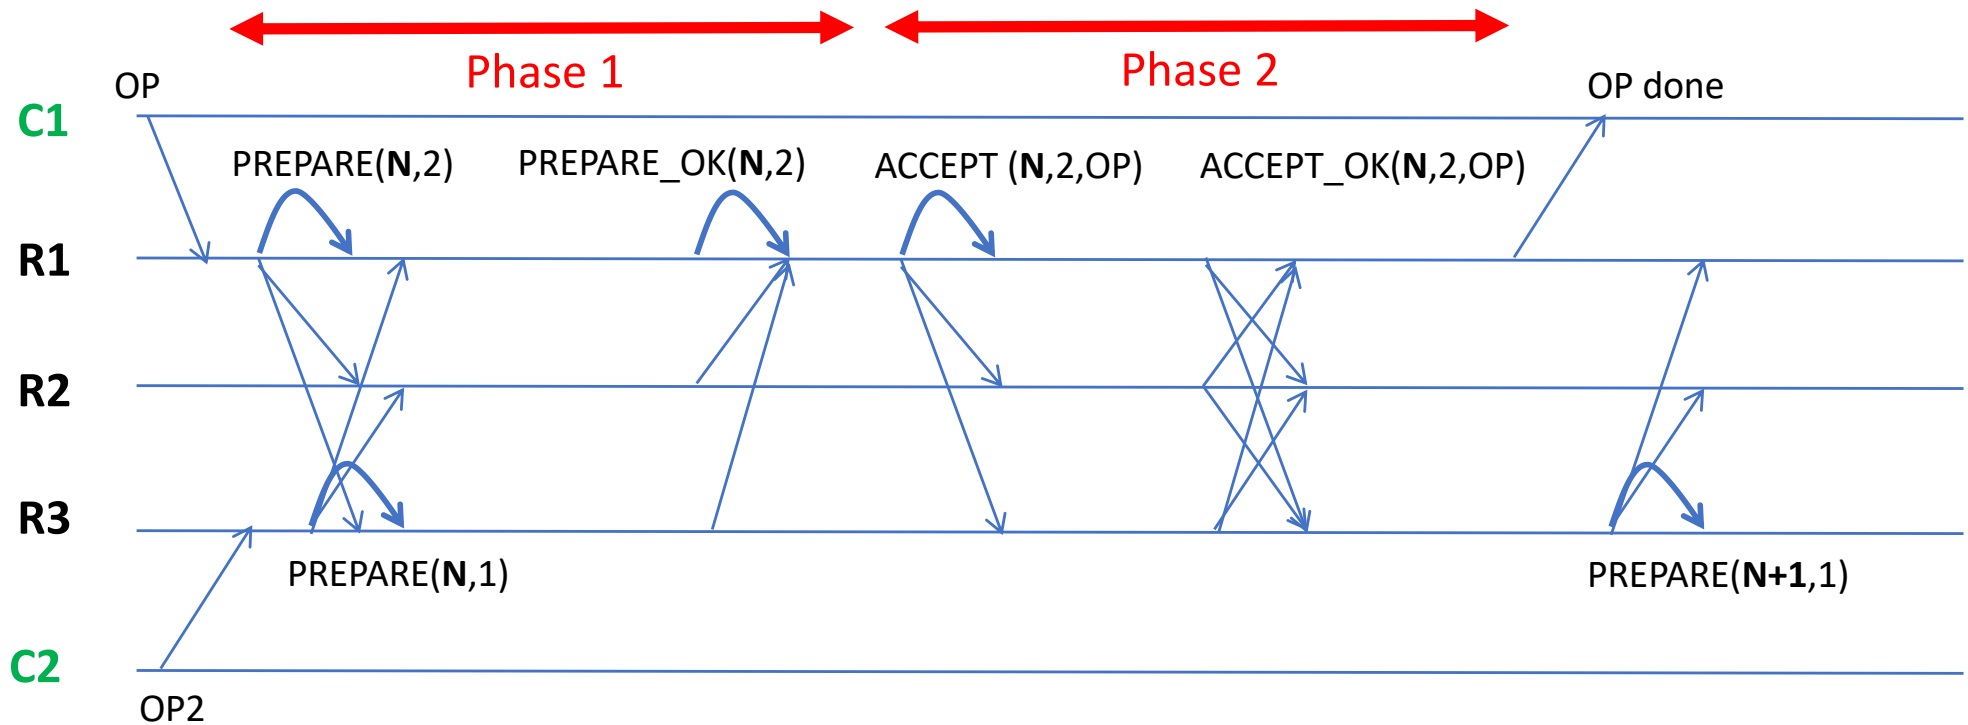 Phase 1
Phase 2
OP
OP done
C1
PREPARE(N,2)
PREPARE_OK(N,2)
ACCEPT (N,2,OP)
ACCEPT_OK(N,2,OP)
R1
R2
R3
PREPARE(N,1)
PREPARE(N+1,1)
C2
OP2